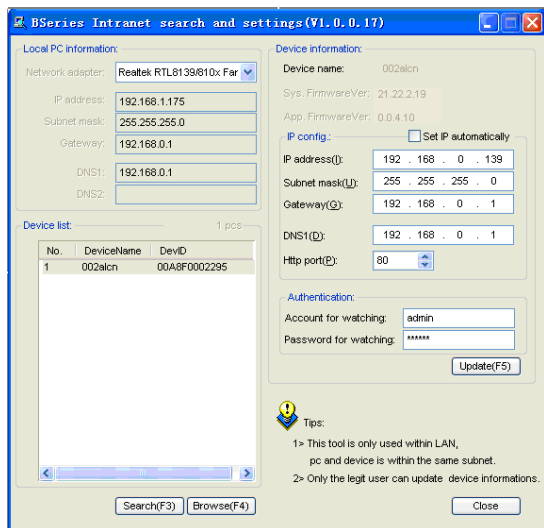 BSeries Intranet search and settings(V1.0.0.17)
Local PC information:
Network adapter: Realtek RTL8139/810x Far
IP address: 192.168.1.175
Subnet mask: 255.255.255.0
Gateway: 192.168.0.1
DNS1: 192.168.0.1
DNS2:
Device list: 1 pcs
No. DeviceName DevID
1 002alcn 00A8F0002295
Search(F3) Browse(F4)
Device information:
Device name: 002alcn
Sys. FirmwareVer: 21.22.2.19
App. FirmwareVer: 0.0.4.10
IP config.: Set IP automatically
IP address(I): 192 . 168 . 0 . 139
Subnet mask(U): 255 . 255 . 255 . 0
Gateway(G): 192 . 168 . 0 . 1
DNS1(D): 192 . 168 . 0 . 1
Http port(P): 80
Authentication:
Account for watching: admin
Password for watching: ******
Update(F5)
Tips:
1> This tool is only used within LAN,
pc and device is within the same subnet.
2> Only the legit user can update device informations.
Close